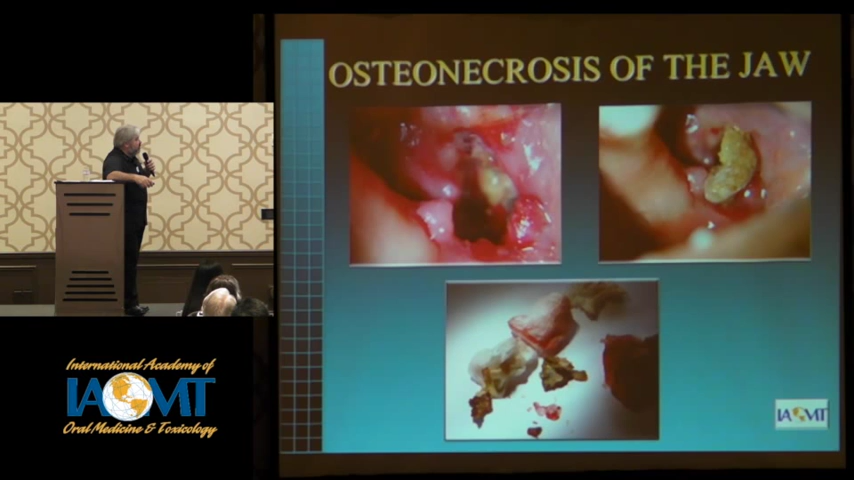 OSTEONECROSIS OF THE JAW
International Academy of
IAOMT
Oral Medicine & Toxicology
IAOMT